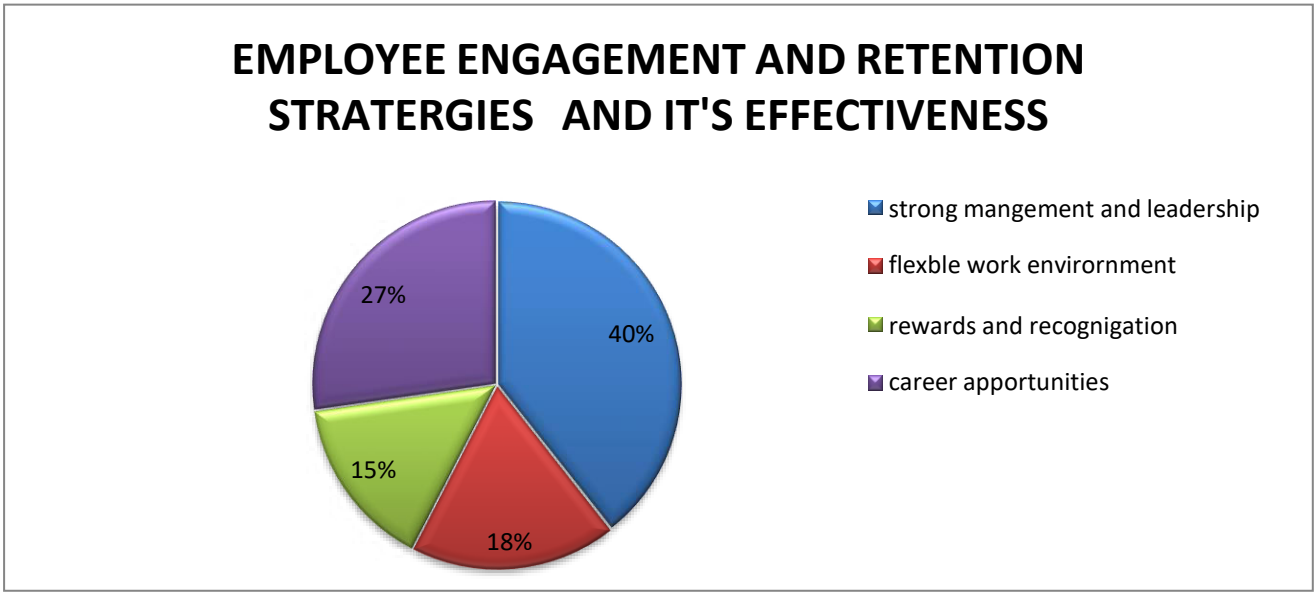 EMPLOYEE ENGAGEMENT AND RETENTION
STRATERGIES AND IT'S EFFECTIVENESS
strong mangement and leadership
flexble work envirornment
rewards and recognigation
career apportunities
27%
40%
15%
18%